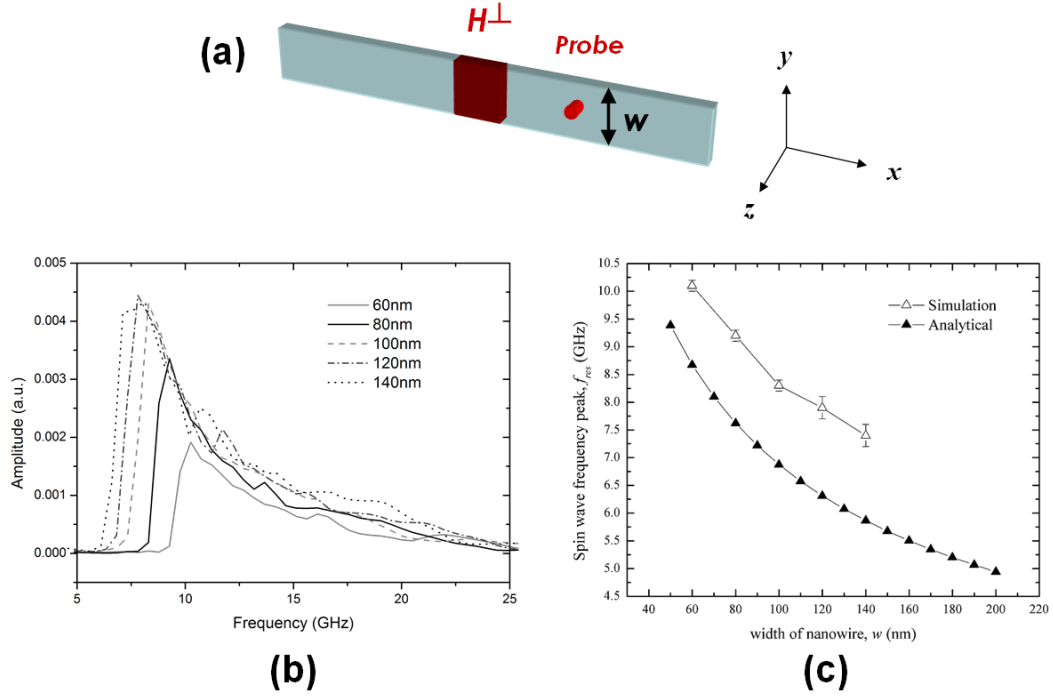 (a)
H⊥
Probe
w
y
x
z
0.005
0.004
0.003
0.002
0.001
0.000
Amplitude (a.u.)
60nm
80nm
100nm
120nm
140nm
5 10 15 20 25
Frequency (GHz)
(b)
10.5
10.0
9.5
9.0
8.5
8.0
7.5
7.0
6.5
6.0
5.5
5.0
4.5
Spin wave frequency peak, f_res (GHz)
Simulation
Analytical
40 60 80 100 120 140 160 180 200 220
width of nanowire, w (nm)
(c)